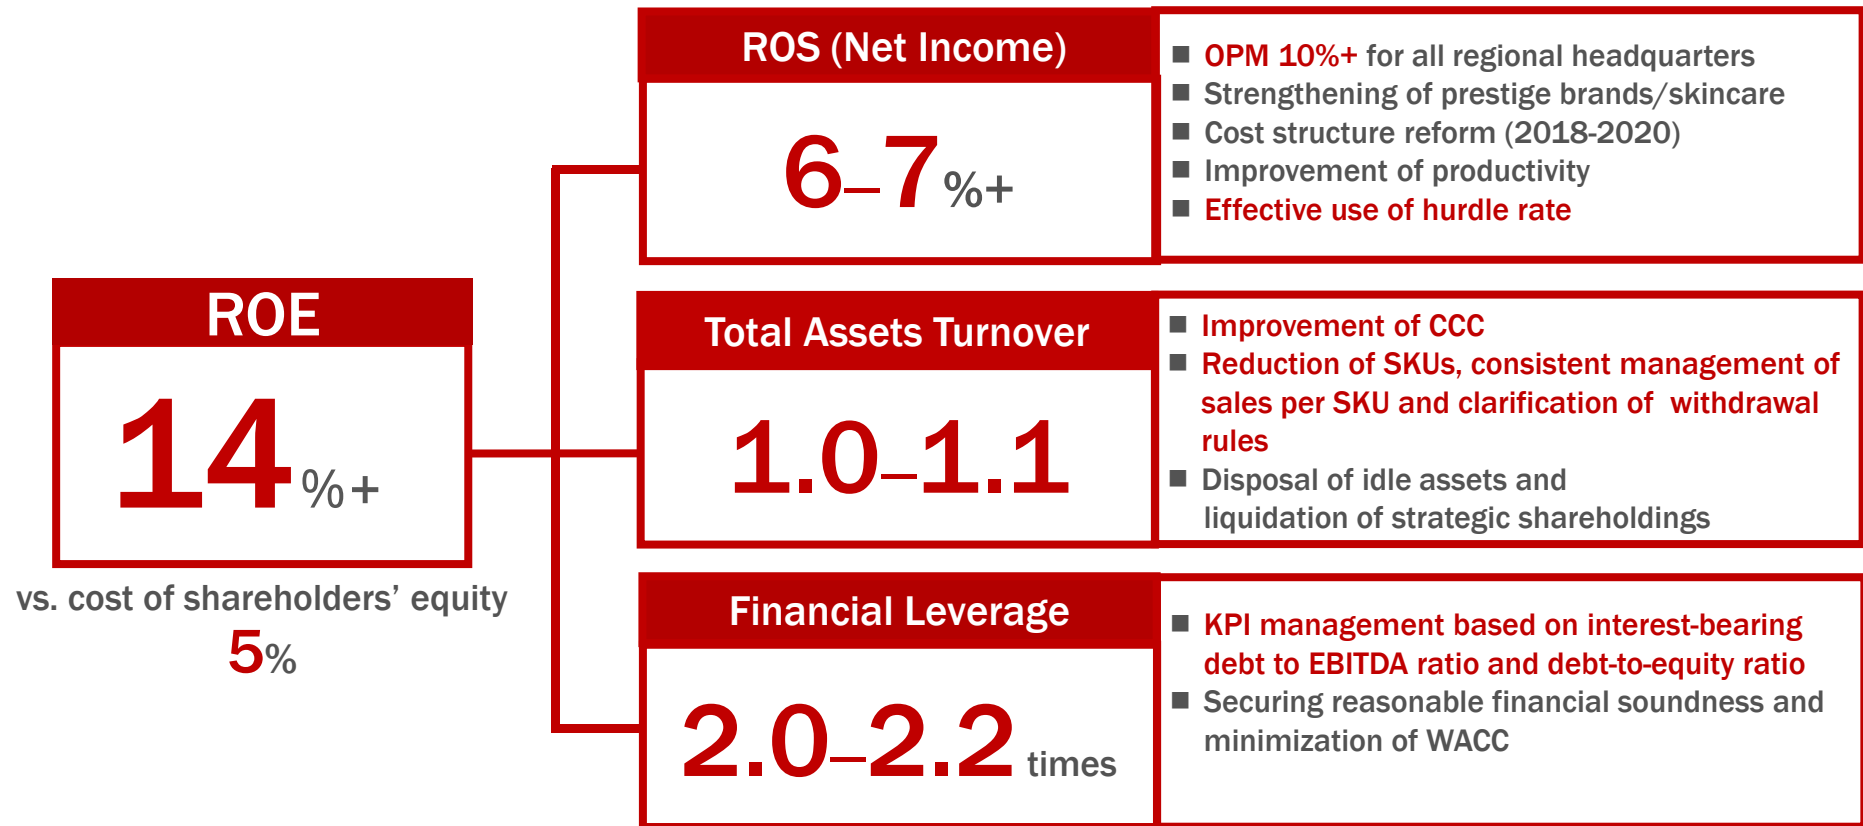 ROE
14%+
vs. cost of shareholders’ equity
5%
ROS (Net Income)
6–7%+
■ OPM 10%+ for all regional headquarters
■ Strengthening of prestige brands/skincare
■ Cost structure reform (2018-2020)
■ Improvement of productivity
■ Effective use of hurdle rate
Total Assets Turnover
1.0–1.1
■ Improvement of CCC
■ Reduction of SKUs, consistent management of
sales per SKU and clarification of withdrawal
rules
■ Disposal of idle assets and
liquidation of strategic shareholdings
Financial Leverage
2.0–2.2 times
■ KPI management based on interest-bearing
debt to EBITDA ratio and debt-to-equity ratio
■ Securing reasonable financial soundness and
minimization of WACC